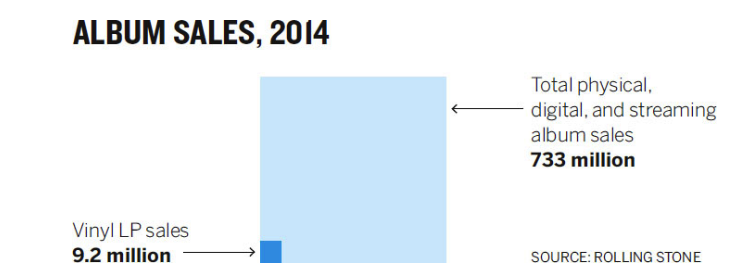 ALBUM SALES, 2014
Total physical,
digital, and streaming
album sales
733 million
Vinyl LP sales
9.2 million
SOURCE: ROLLING STONE